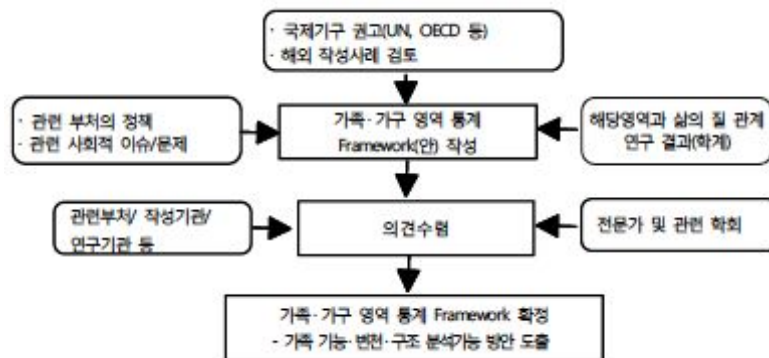 · 국제기구 권고(UN, OECD 등)
· 해외 작성사례 검토
· 관련 부처의 정책
· 관련 사회적 이슈/문제
가족·가구 영역 통계
Framework(안) 작성
해당영역과 삶의 질 관계
연구 결과(학계)
관련부처/ 작성기관/
연구기관 등
의견수렴
전문가 및 관련 학회
가족·가구 영역 통계 Framework 확정
- 가족 기능·변천·구조 분석가능 방안 도출